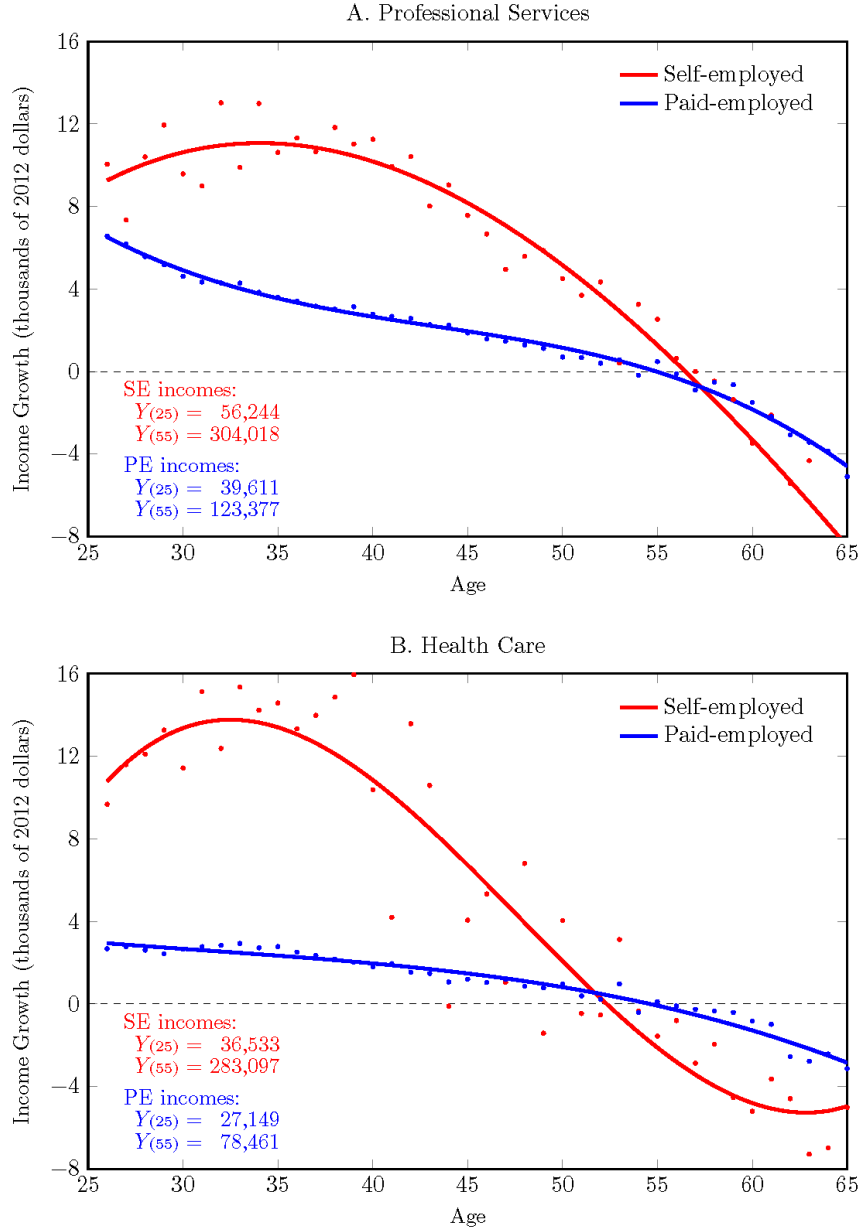 A. Professional Services
16
12
8
4
0
−4
−8
Income Growth (thousands of 2012 dollars)
Self-employed
Paid-employed
SE incomes:
Y(25) = 56,244
Y(55) = 304,018
PE incomes:
Y(25) = 39,611
Y(55) = 123,377
25 30 35 40 45 50 55 60 65
Age
B. Health Care
16
12
8
4
0
−4
−8
Income Growth (thousands of 2012 dollars)
Self-employed
Paid-employed
SE incomes:
Y(25) = 36,533
Y(55) = 283,097
PE incomes:
Y(25) = 27,149
Y(55) = 78,461
25 30 35 40 45 50 55 60 65
Age